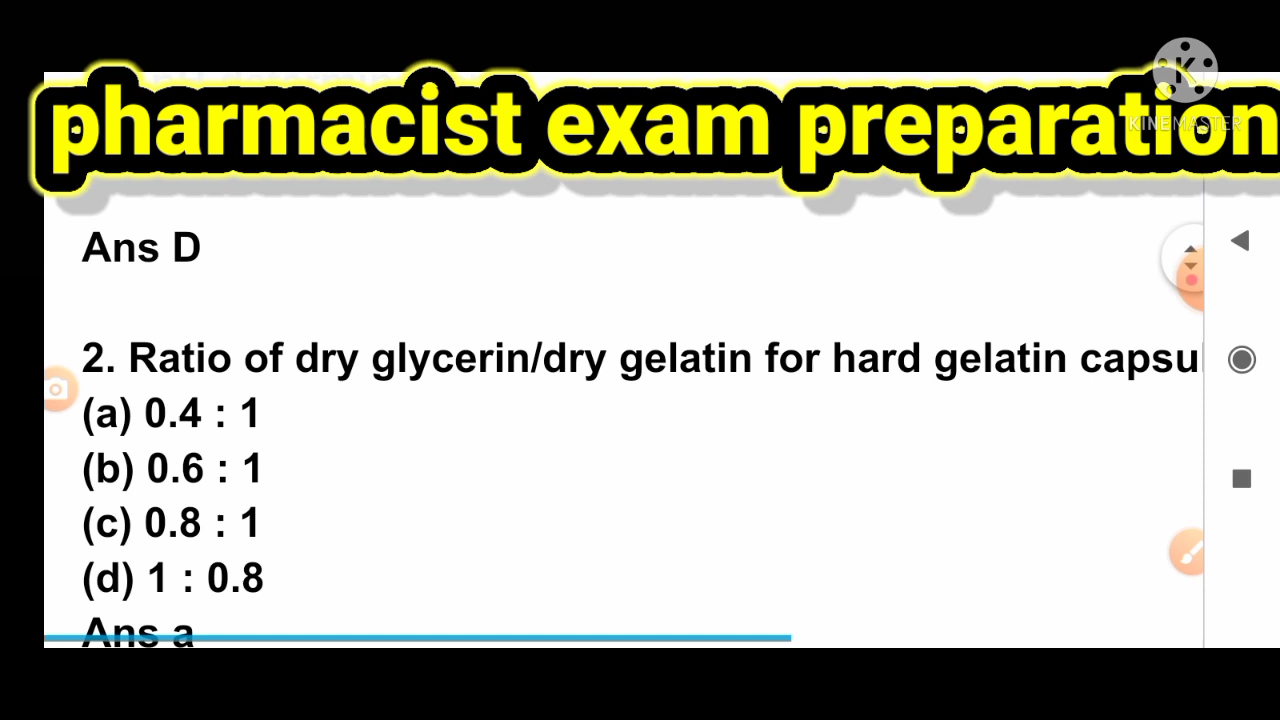 pharmacist exam preparation
KINEMASTER
Ans D
2. Ratio of dry glycerin/dry gelatin for hard gelatin capsu
(a) 0.4 : 1
(b) 0.6 : 1
(c) 0.8 : 1
(d) 1 : 0.8
Ans a